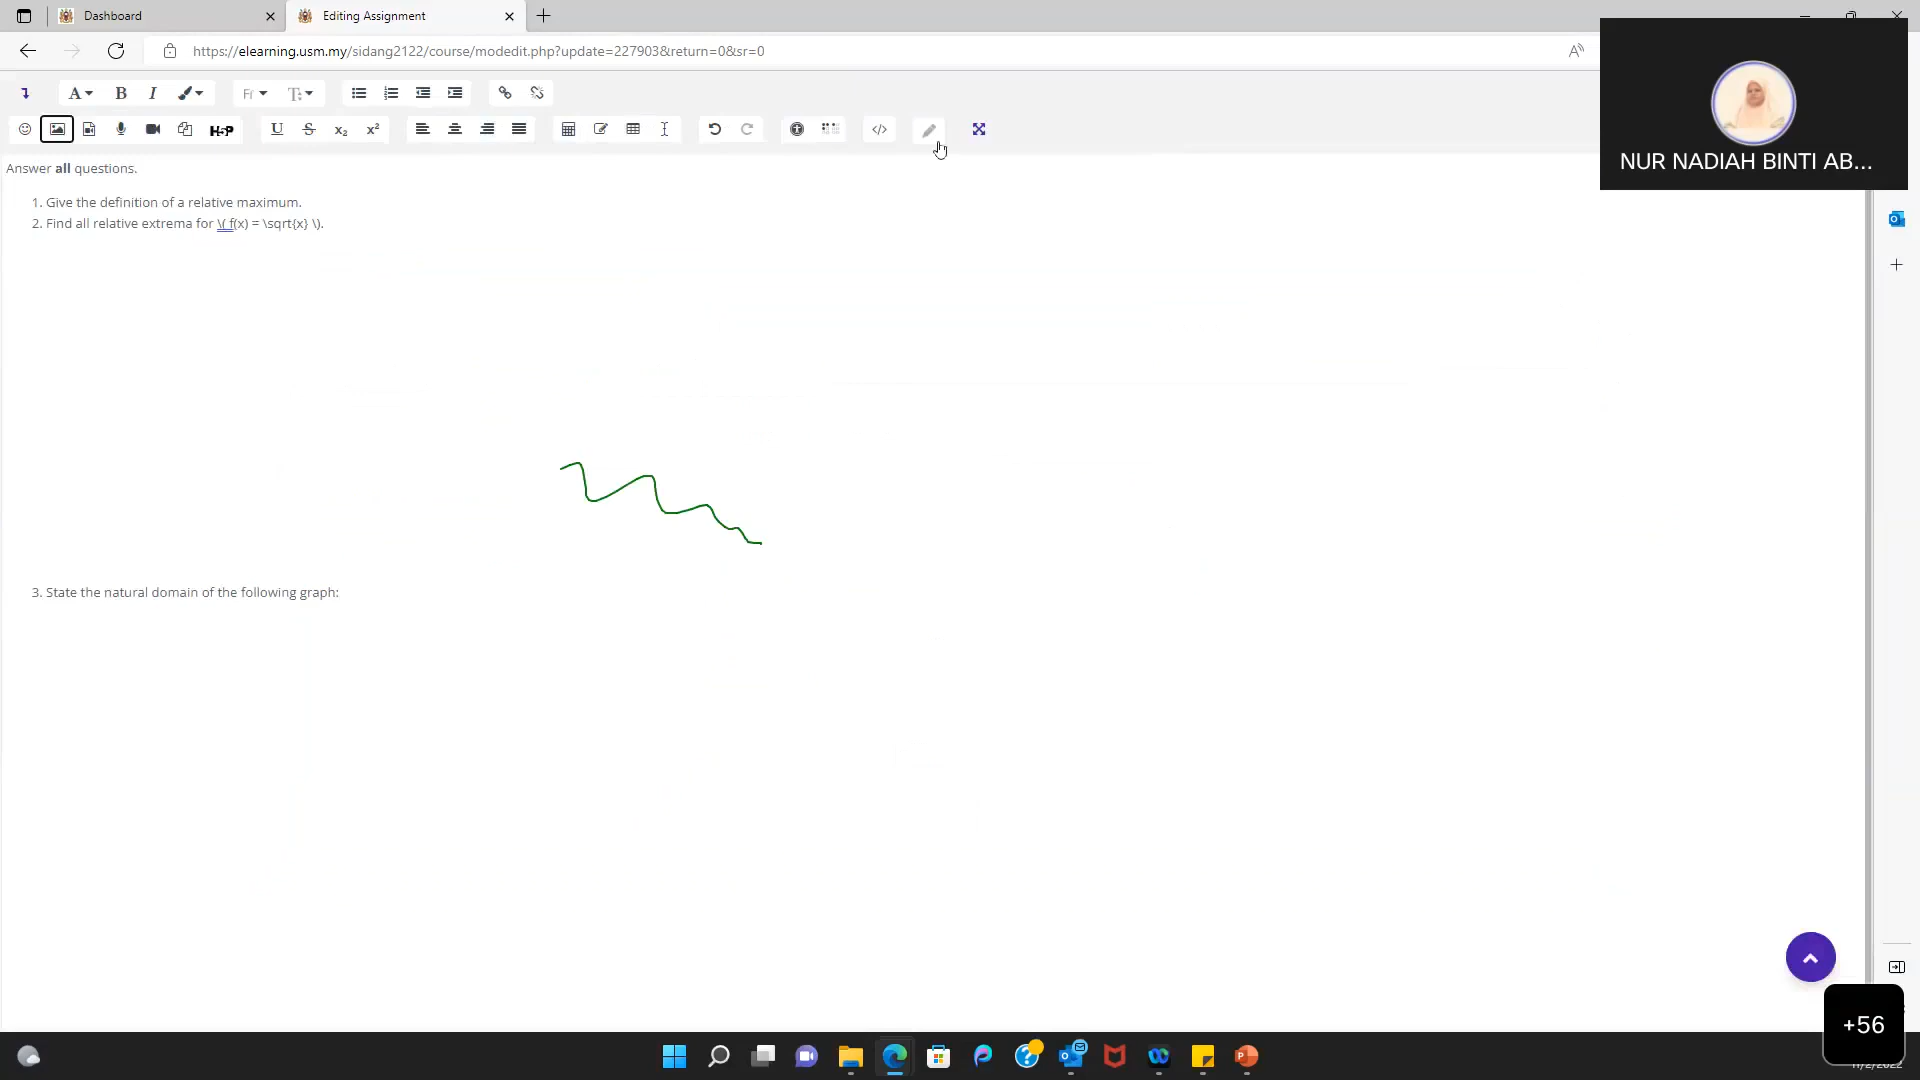 Dashboard
Editing Assignment
https://elearning.usm.my/sidang2122/course/modedit.php?update=227903&return=0&sr=0
NUR NADIAH BINTI AB...
Answer all questions.
1. Give the definition of a relative maximum.
2. Find all relative extrema for \( f(x) = \sqrt{x} \).
3. State the natural domain of the following graph:
+56